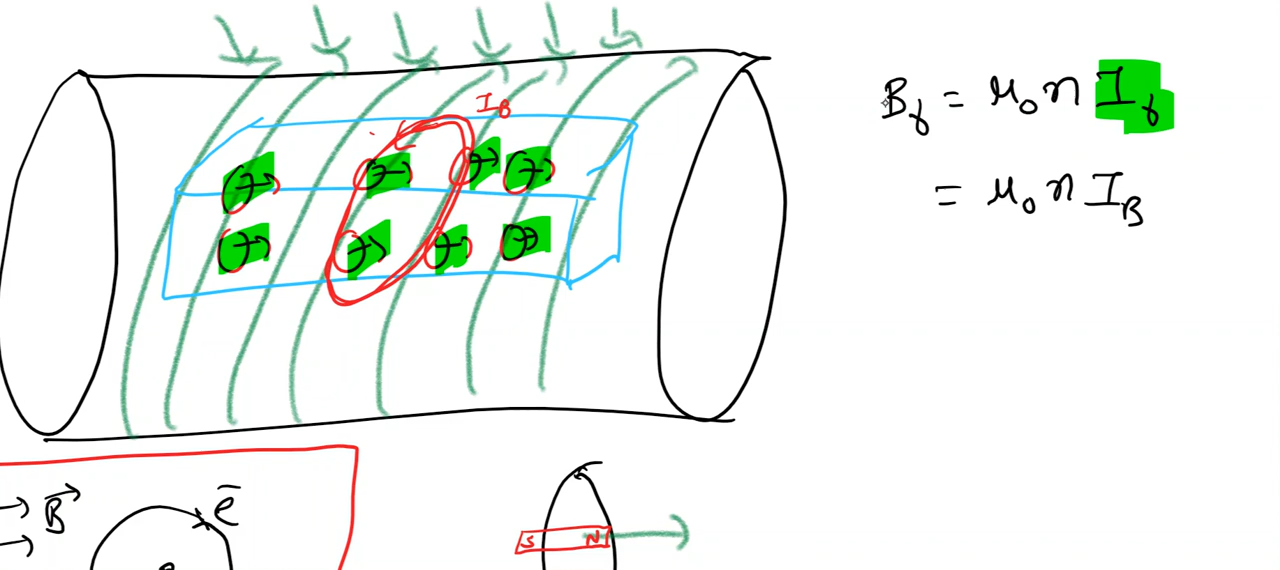 I_B
B_f = μ₀ n I_f
= μ₀ n I_B
B⃗
e⁻
S N